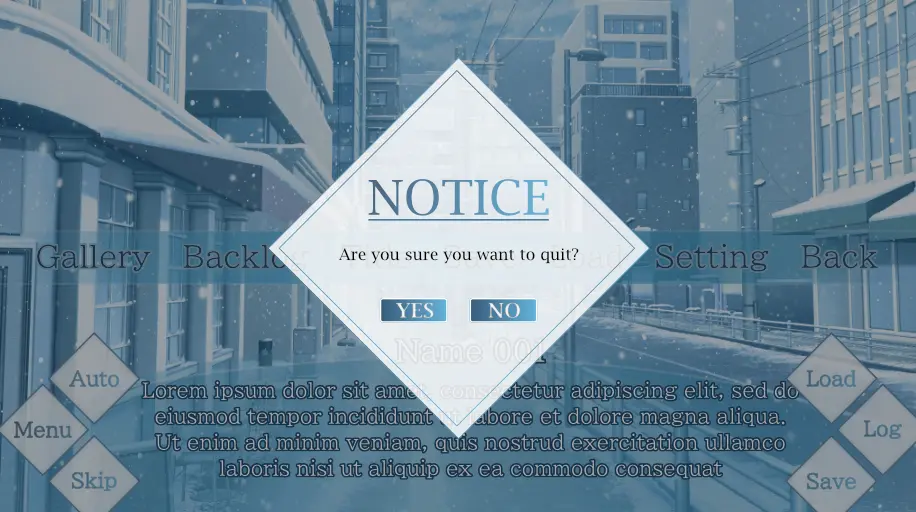 NOTICE
Are you sure you want to quit?
YES NO
Gallery Setting Back
Name 001
Auto
Load
Menu
Log
Skip
Save
Lorem ipsum dolor sit amet, consectetur adipiscing elit, sed do
eiusmod tempor incididunt ut labore et dolore magna aliqua.
Ut enim ad minim veniam, quis nostrud exercitation ullamco
laboris nisi ut aliquip ex ea commodo consequat